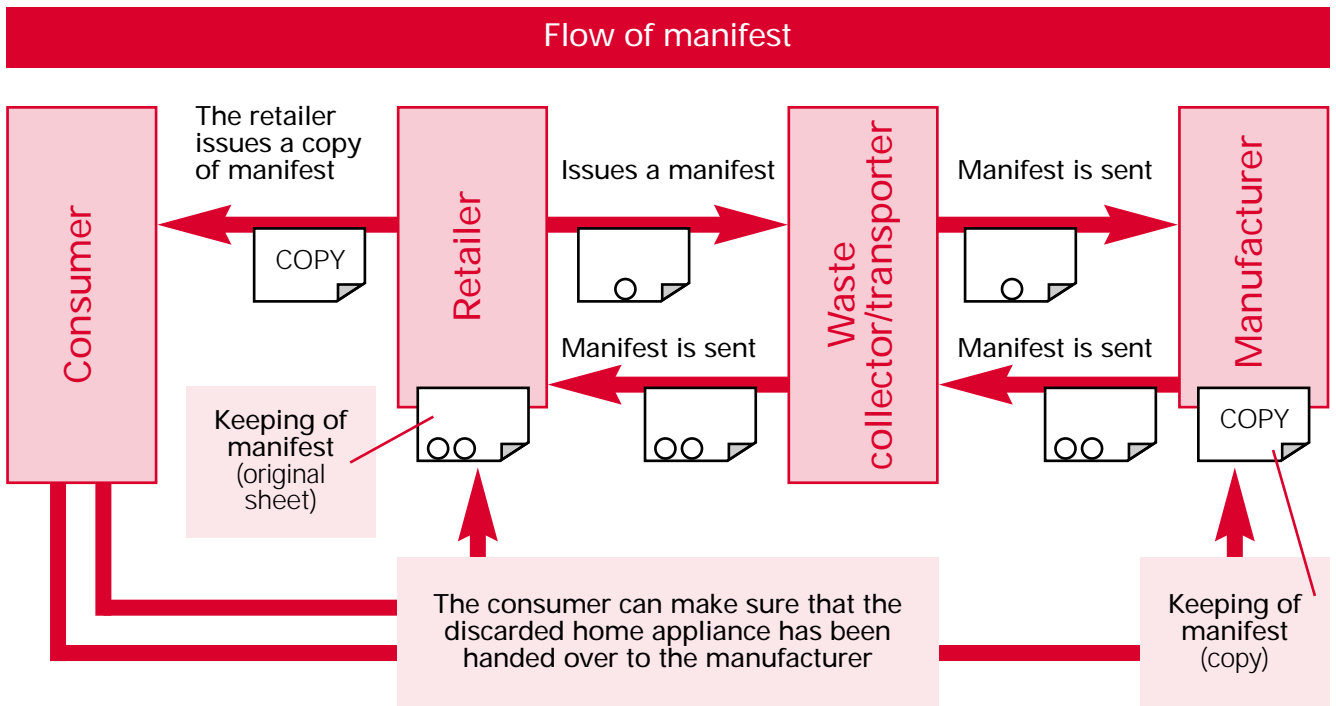 Flow of manifest
The retailer
issues a copy
of manifest
Issues a manifest
Manifest is sent
Consumer
COPY
Retailer
Waste
collector/transporter
Manufacturer
Manifest is sent
Manifest is sent
COPY
Keeping of
manifest
(original
sheet)
The consumer can make sure that the
discarded home appliance has been
handed over to the manufacturer
Keeping of
manifest
(copy)